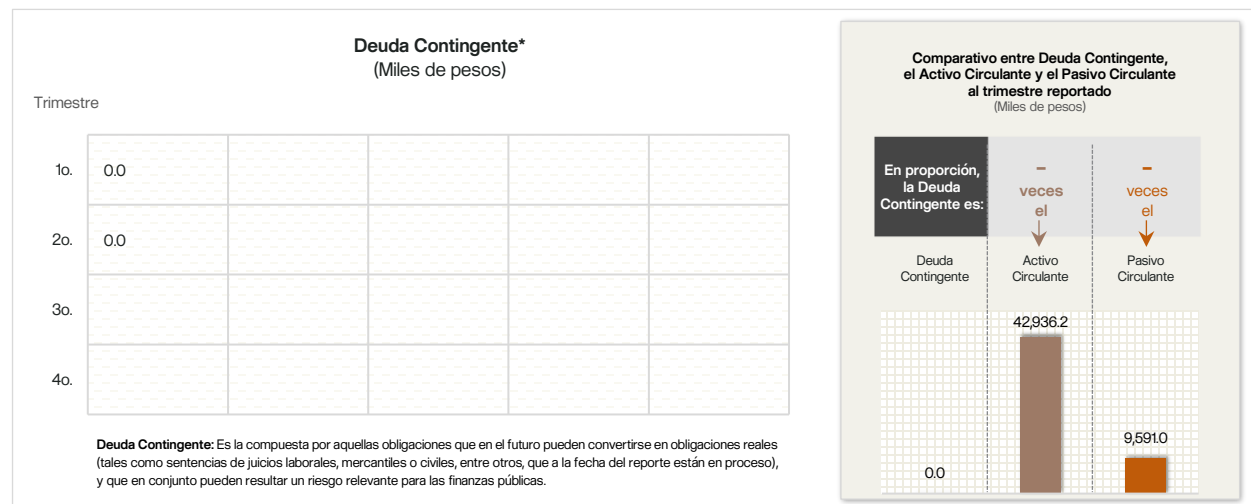 Deuda Contingente*
(Miles de pesos)
Trimestre
1o. 0.0
2o. 0.0
3o.
4o.
Deuda Contingente: Es la compuesta por aquellas obligaciones que en el futuro pueden convertirse en obligaciones reales
(tales como sentencias de juicios laborales, mercantiles o civiles, entre otros, que a la fecha del reporte están en proceso),
y que en conjunto pueden resultar un riesgo relevante para las finanzas públicas.
Comparativo entre Deuda Contingente,
el Activo Circulante y el Pasivo Circulante
al trimestre reportado
(Miles de pesos)
En proporción,
la Deuda
Contingente es:
–
veces
el
–
veces
el
Deuda
Contingente
Activo
Circulante
Pasivo
Circulante
0.0
42,936.2
9,591.0